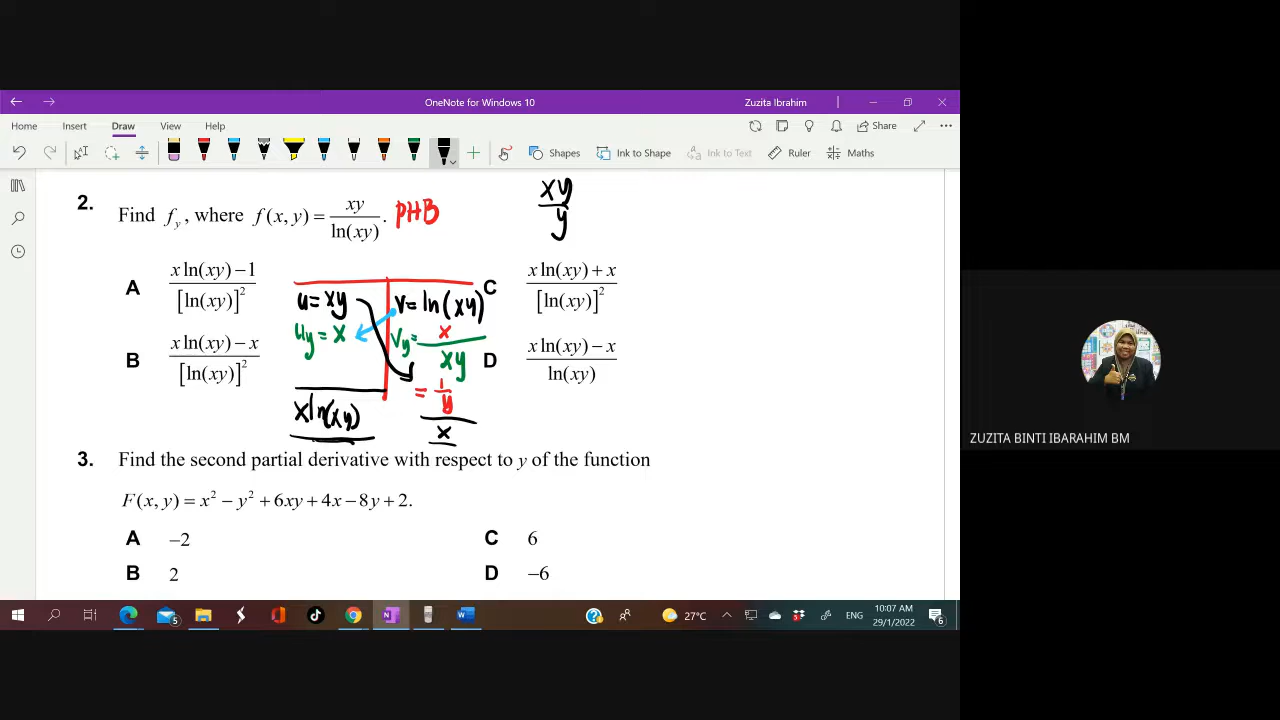 OneNote for Windows 10
Zuzita Ibrahim
Home Insert Draw View Help
Share
Shapes Ink to Shape Ink to Text Ruler Maths
xy/y
2. Find f_y, where f(x, y) = xy/ln(xy). PHB
A (x ln(xy) − 1)/[ln(xy)]²
C (x ln(xy) + x)/[ln(xy)]²
B (x ln(xy) − x)/[ln(xy)]²
D (x ln(xy) − x)/ln(xy)
u = xy
u_y = x
x ln(xy)
v = ln(xy)
v_y = x/xy
= 1/y
x
3. Find the second partial derivative with respect to y of the function
F(x, y) = x² − y² + 6xy + 4x − 8y + 2.
A −2
C 6
B 2
D −6
ZUZITA BINTI IBARAHIM BM
5
5
27°C
ENG
10:07 AM
29/1/2022
6